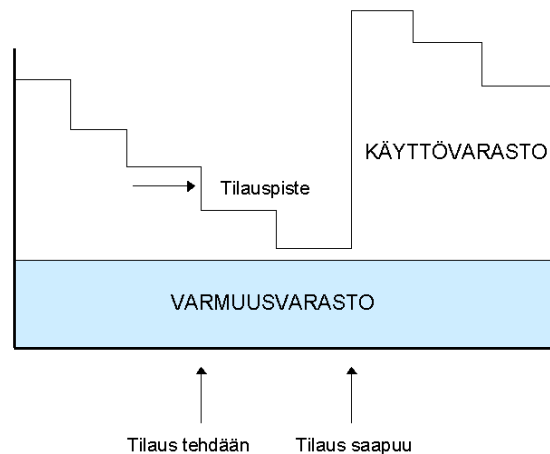 KÄYTTÖVARASTO
Tilauspiste
VARMUUSVARASTO
Tilaus tehdään
Tilaus saapuu